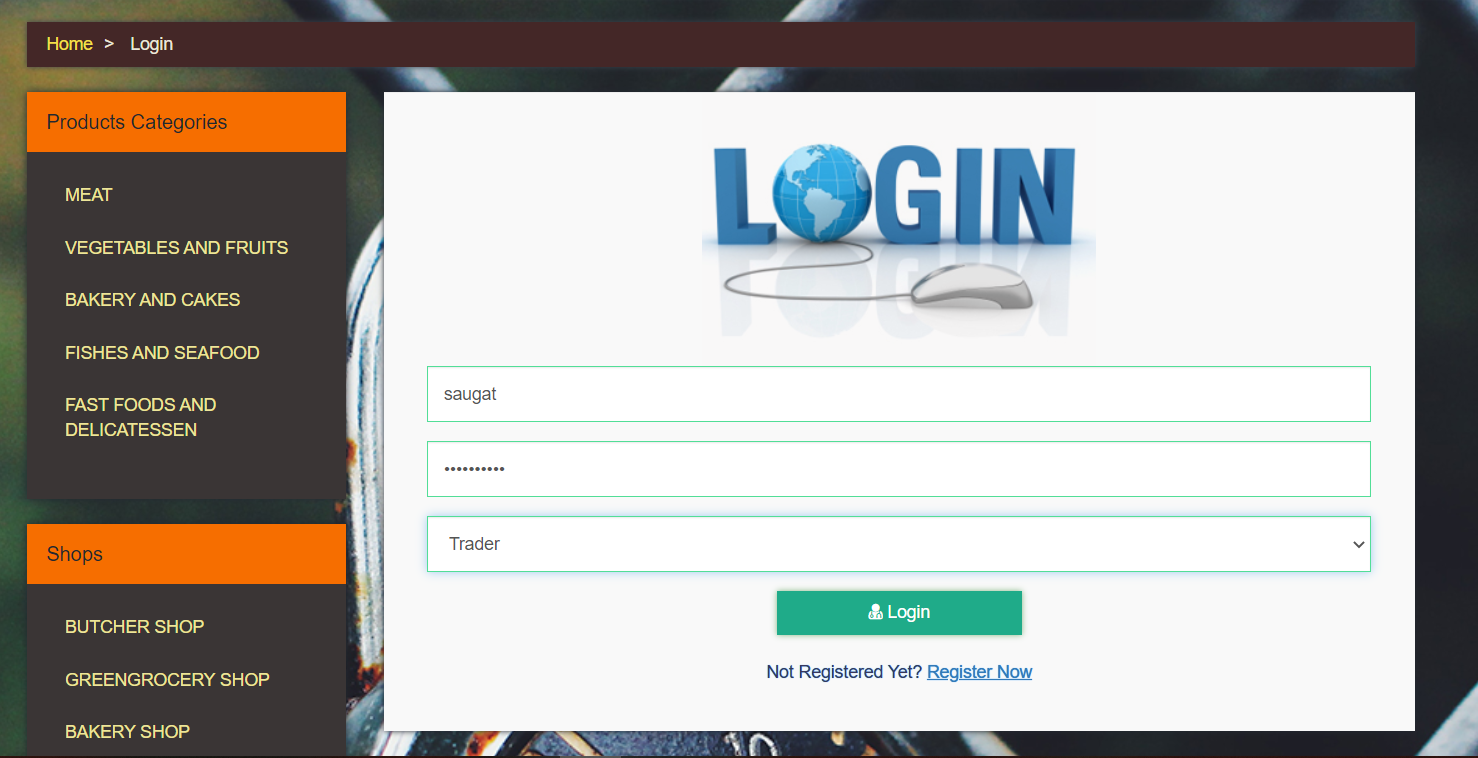 Home > Login
Products Categories
MEAT
VEGETABLES AND FRUITS
BAKERY AND CAKES
FISHES AND SEAFOOD
FAST FOODS AND
DELICATESSEN
Shops
BUTCHER SHOP
GREENGROCERY SHOP
BAKERY SHOP
LOGIN
saugat
••••••••••
Trader
Login
Not Registered Yet? Register Now